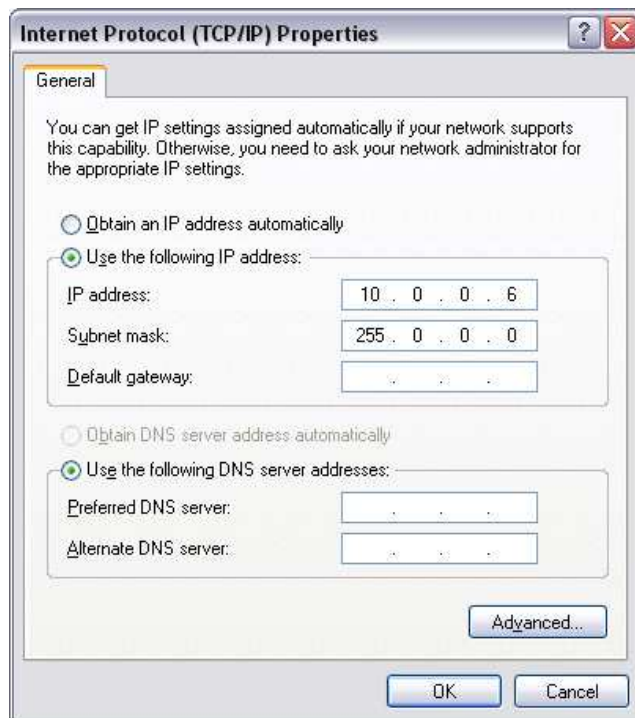 Internet Protocol (TCP/IP) Properties
General
You can get IP settings assigned automatically if your network supports
this capability. Otherwise, you need to ask your network administrator for
the appropriate IP settings.
Obtain an IP address automatically
Use the following IP address:
IP address: 10 . 0 . 0 . 6
Subnet mask: 255 . 0 . 0 . 0
Default gateway: . . .
Obtain DNS server address automatically
Use the following DNS server addresses:
Preferred DNS server: . . .
Alternate DNS server: . . .
Advanced...
OK Cancel